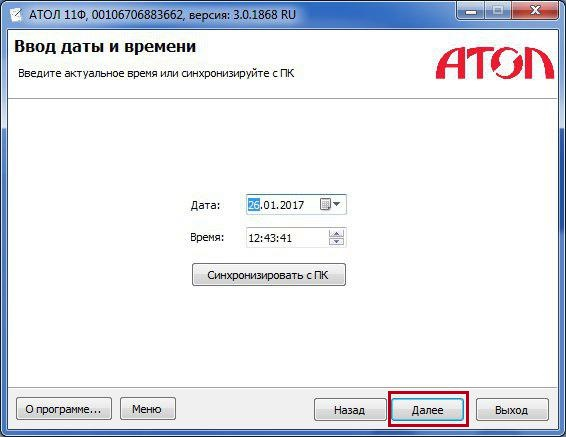 АТОЛ 11Ф, 00106706883662, версия: 3.0.1868 RU
Ввод даты и времени
Введите актуальное время или синхронизируйте с ПК
АТОЛ
Дата: 26.01.2017
Время: 12:43:41
Синхронизировать с ПК
О программе... Меню Назад Далее Выход